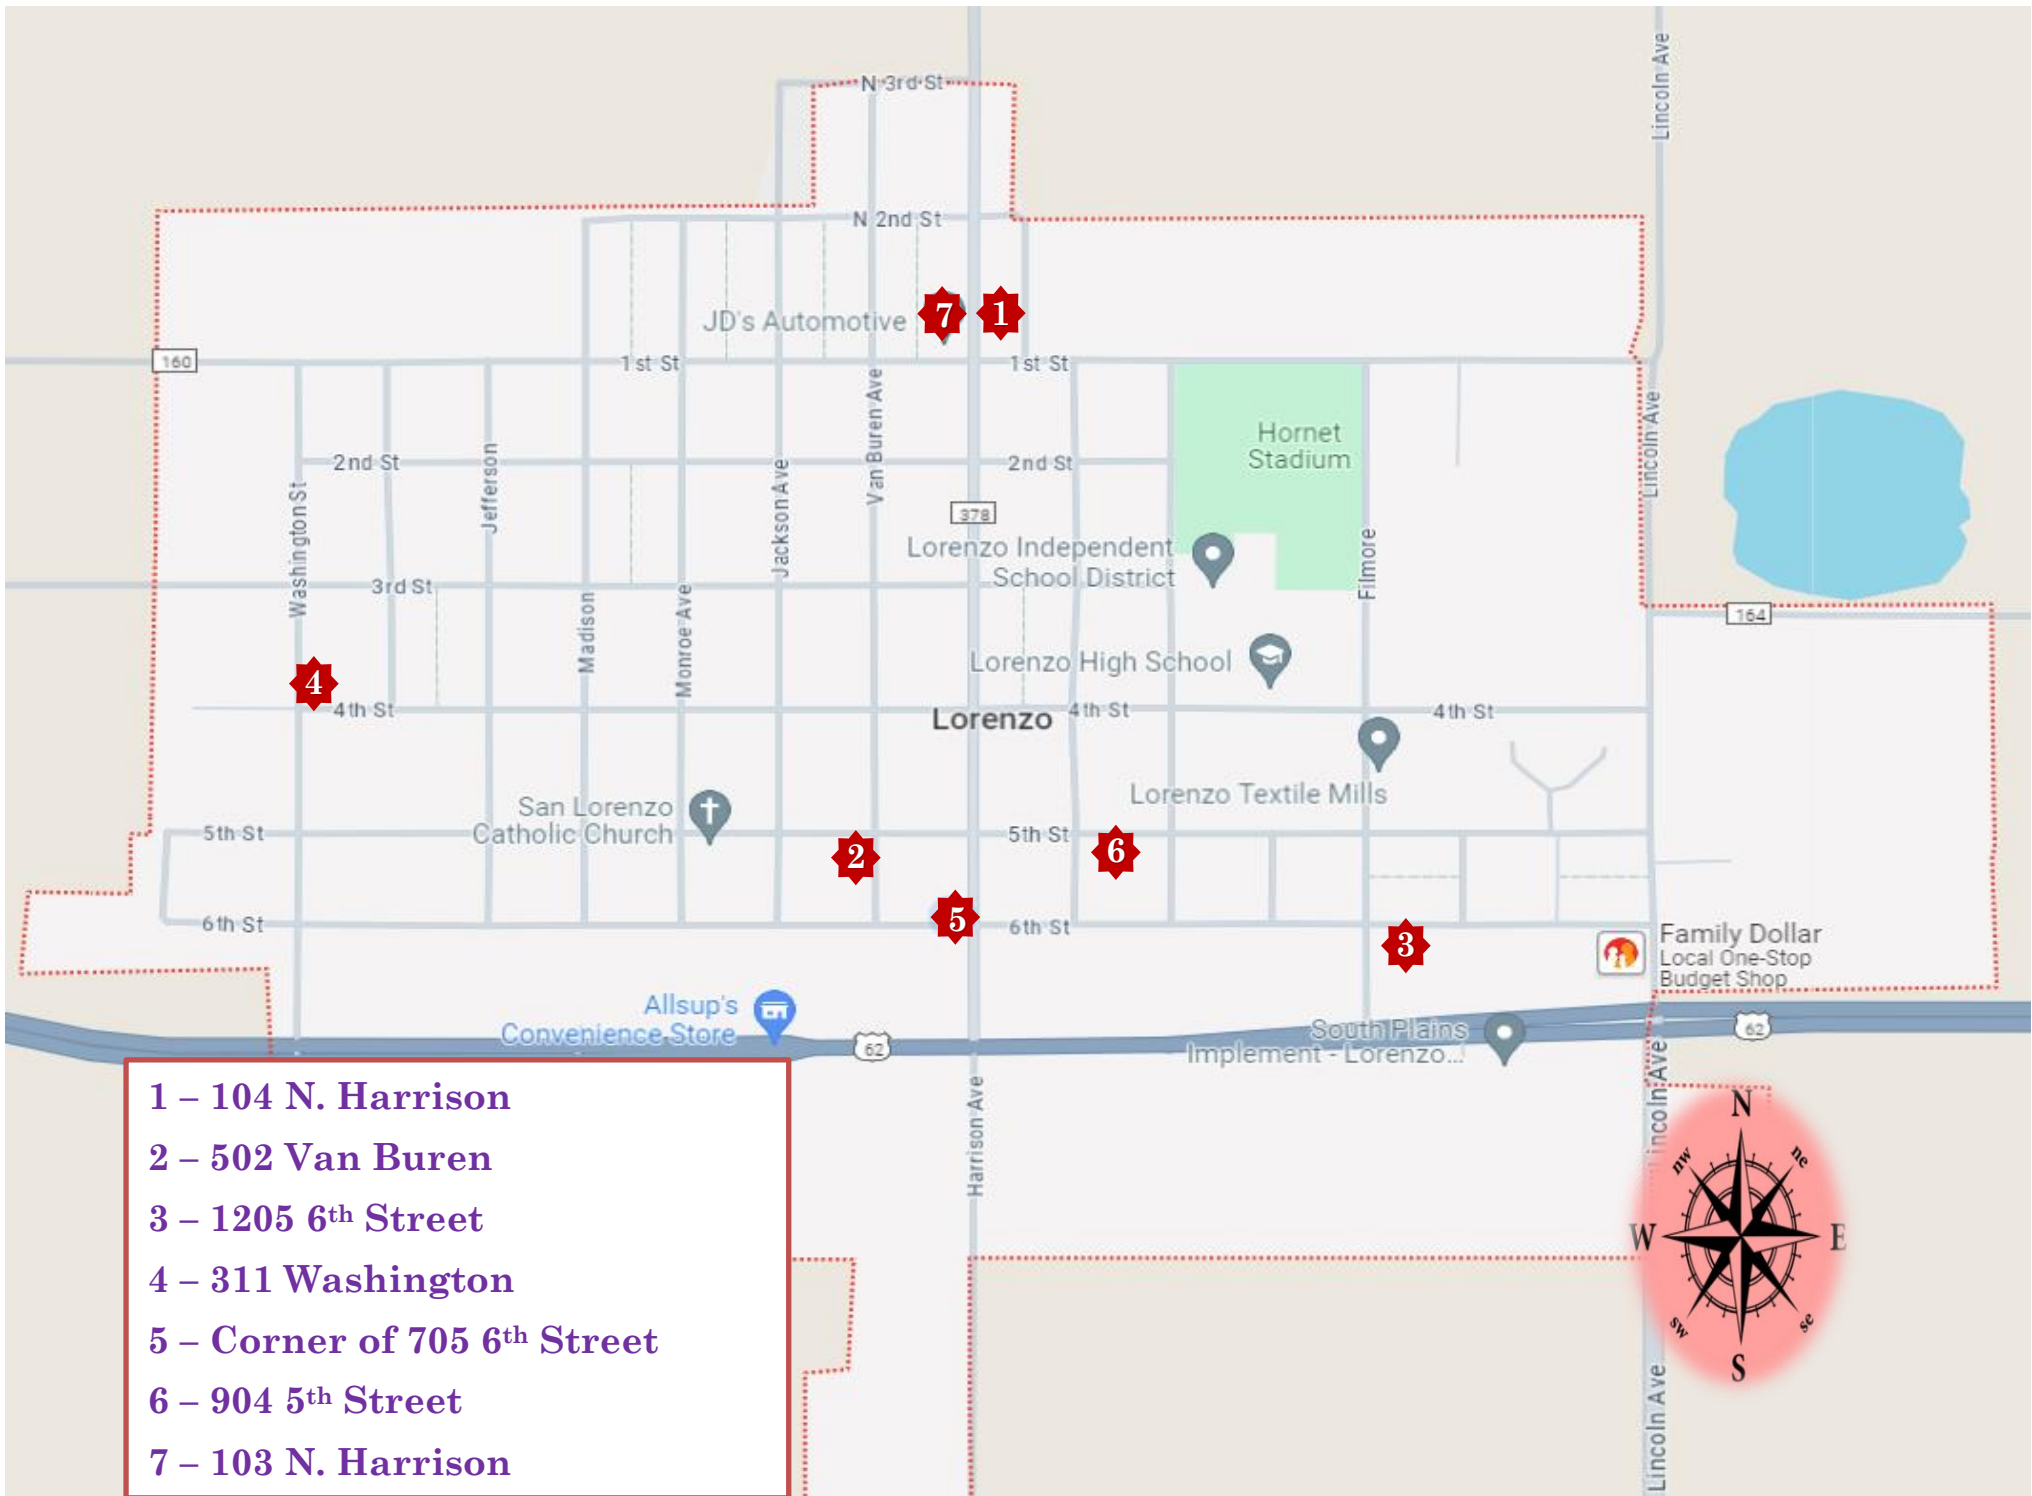 N 3rd St
Lincoln Ave
N 2nd St
JD's Automotive
7
1
160
1st St
1st St
Hornet
Stadium
Van Buren Ave
Lincoln Ave
2nd St
2nd St
Jefferson
Jackson Ave
Washington St
378
Lorenzo Independent
School District
Filmore
3rd St
Madison
Monroe Ave
164
Lorenzo High School
4
4th St
Lorenzo
4th St
4th St
Lorenzo Textile Mills
San Lorenzo
Catholic Church
5th St
5th St
2
6
5
6th St
6th St
3
Family Dollar
Local One-Stop
Budget Shop
Allsup's
Convenience Store
62
South Plains
Implement - Lorenzo...
62
Harrison Ave
Lincoln Ave
1 – 104 N. Harrison
2 – 502 Van Buren
3 – 1205 6th Street
4 – 311 Washington
5 – Corner of 705 6th Street
6 – 904 5th Street
7 – 103 N. Harrison
N
nw
ne
W
E
sw
se
S
Lincoln Ave